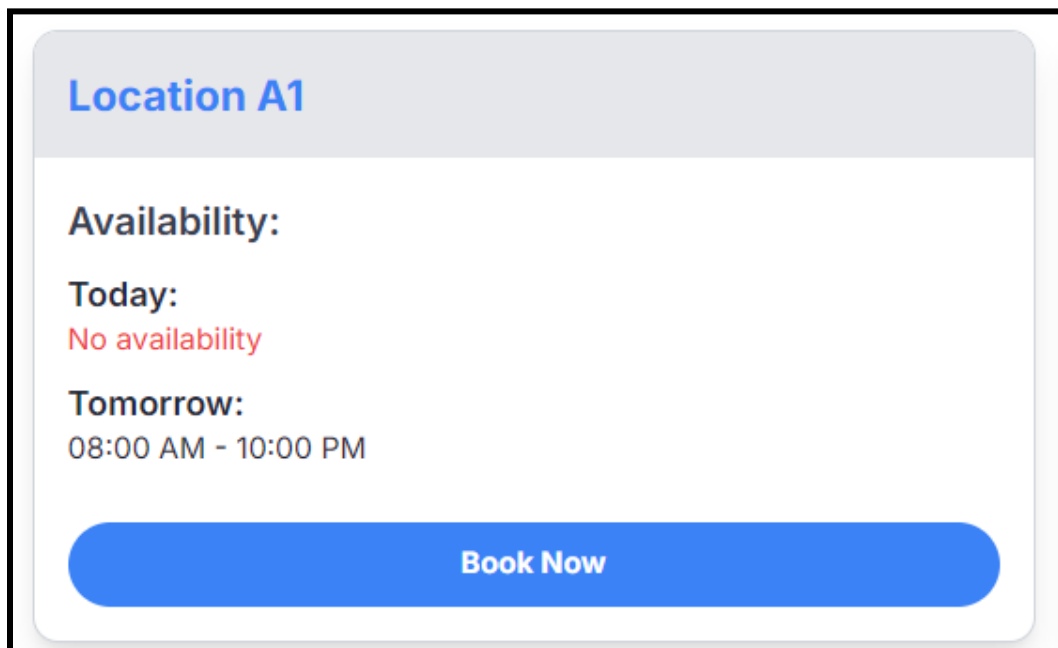 Location A1
Availability:
Today:
No availability
Tomorrow:
08:00 AM - 10:00 PM
Book Now